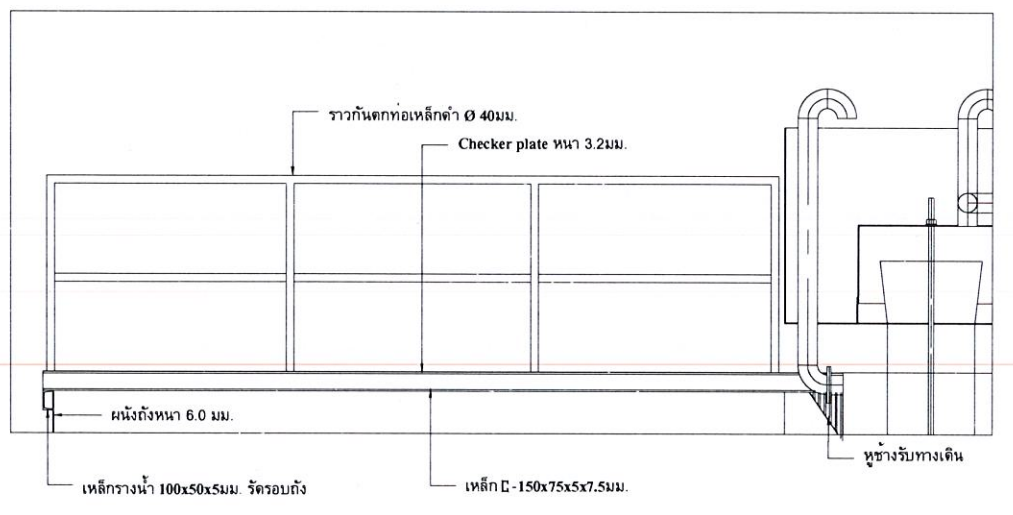 ราวกันตกท่อเหล็กดำ Ø 40มม.
Checker plate หนา 3.2มม.
ผนังถังหนา 6.0 มม.
หูช้างรับทางเดิน
เหล็กรางน้ำ 100x50x5มม. รัดรอบถัง
เหล็ก [-150x75x5x7.5มม.